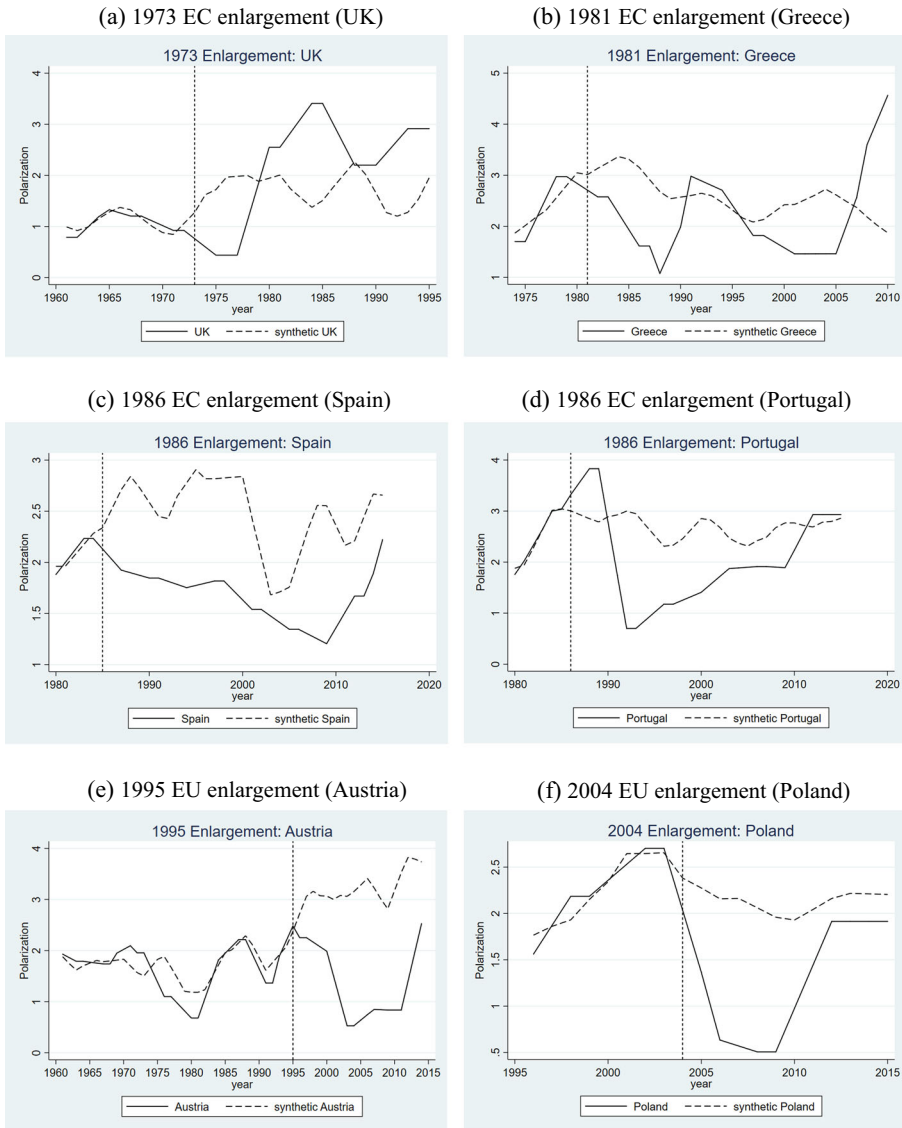 (a) 1973 EC enlargement (UK)
1973 Enlargement: UK
Polarization
4
3
2
1
0
1960 1965 1970 1975 1980 1985 1990 1995
year
UK synthetic UK
(b) 1981 EC enlargement (Greece)
1981 Enlargement: Greece
Polarization
5
4
3
2
1
1975 1980 1985 1990 1995 2000 2005 2010
year
Greece synthetic Greece
(c) 1986 EC enlargement (Spain)
1986 Enlargement: Spain
Polarization
3
2.5
2
1.5
1
1980 1990 2000 2010 2020
year
Spain synthetic Spain
(d) 1986 EC enlargement (Portugal)
1986 Enlargement: Portugal
Polarization
4
3
2
1
0
1980 1990 2000 2010 2020
year
Portugal synthetic Portugal
(e) 1995 EU enlargement (Austria)
1995 Enlargement: Austria
Polarization
4
3
2
1
0
1960 1965 1970 1975 1980 1985 1990 1995 2000 2005 2010 2015
year
Austria synthetic Austria
(f) 2004 EU enlargement (Poland)
2004 Enlargement: Poland
Polarization
2.5
2
1.5
1
.5
1995 2000 2005 2010 2015
year
Poland synthetic Poland